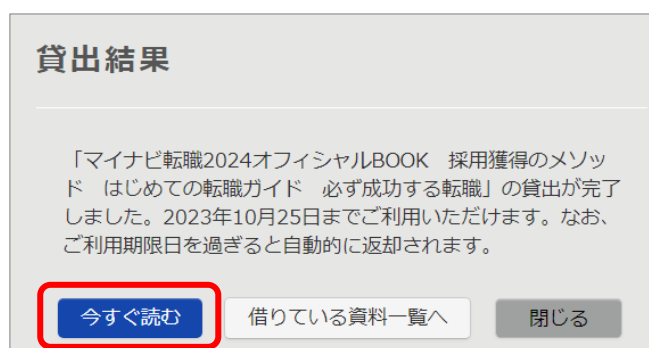 貸出結果
「マイナビ転職2024オフィシャルBOOK　採用獲得のメソッ
ド　はじめての転職ガイド　必ず成功する転職」の貸出が完了
しました。2023年10月25日までご利用いただけます。なお、
ご利用期限日を過ぎると自動的に返却されます。
今すぐ読む
借りている資料一覧へ
閉じる